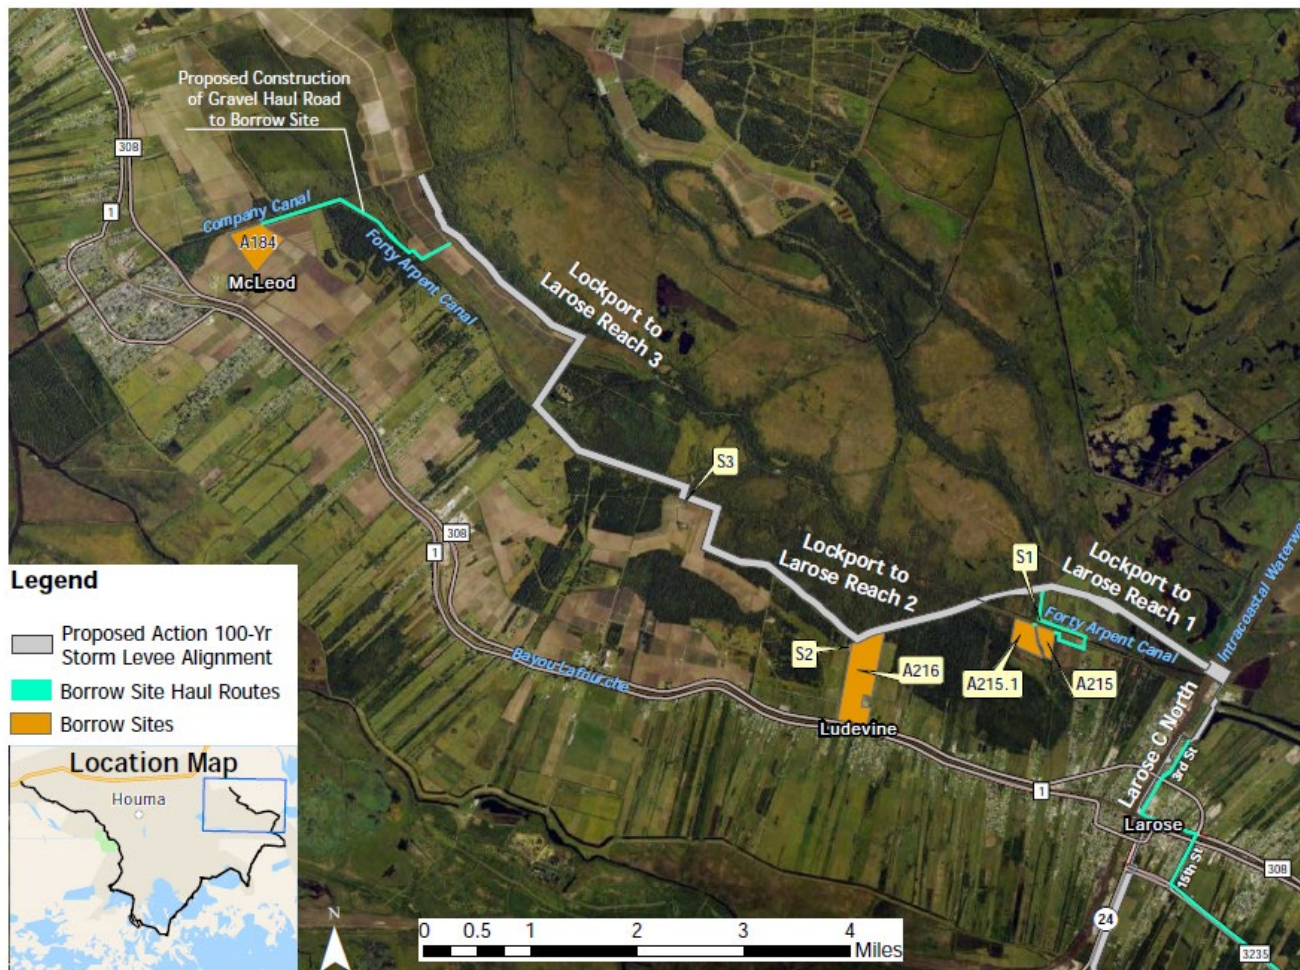 Proposed Construction
of Gravel Haul Road
to Borrow Site
308
1
Company Canal
A184
McLeod
Forty Arpent Canal
Lockport to
Larose Reach 3
S3
308
1
Lockport to
Larose Reach 2
S1
Lockport to
Larose Reach 1
Forty Arpent Canal
S2
A216
A215.1
A215
Bayou Lafourche
Ludevine
1
Larose C North
3rd St
Larose
15th St
308
24
3235
Legend
Proposed Action 100-Yr
Storm Levee Alignment
Borrow Site Haul Routes
Borrow Sites
Location Map
Houma
N
0 0.5 1 2 3 4
Miles
Intracoastal Waterwa